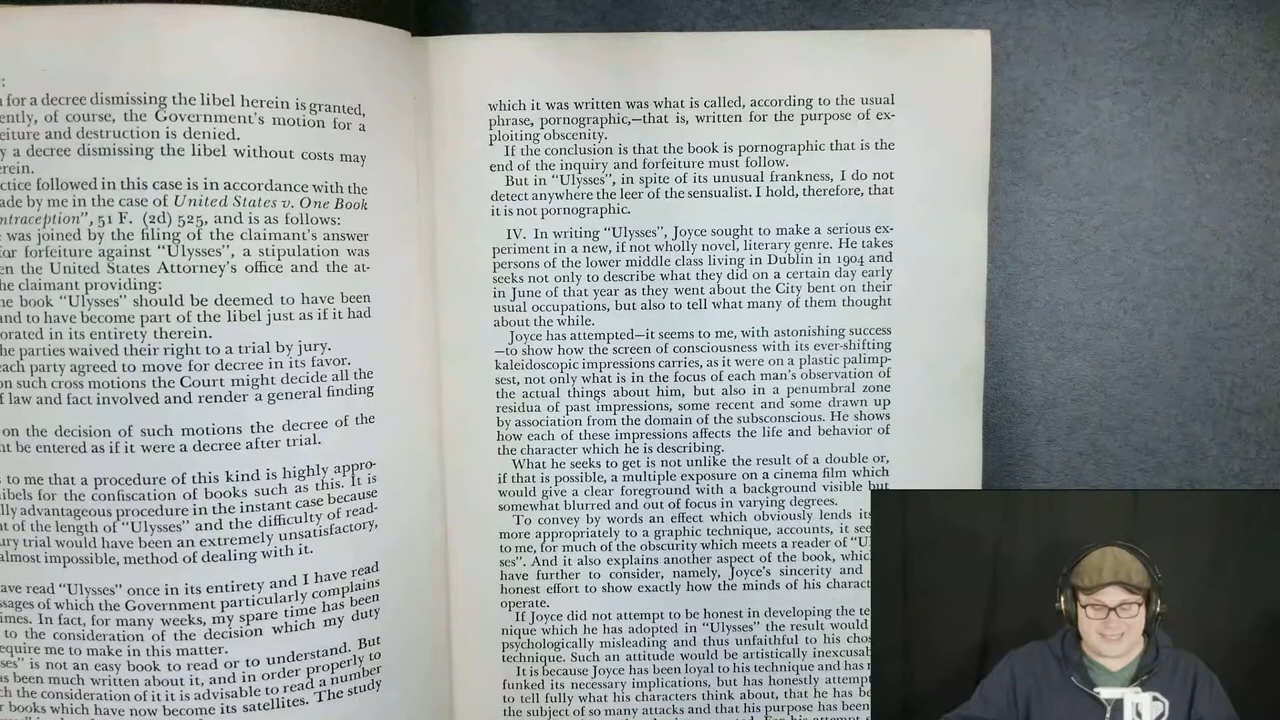 :
for a decree dismissing the libel herein is granted,
ently, of course, the Government's motion for a
eiture and destruction is denied.
y a decree dismissing the libel without costs may
erein.
ctice followed in this case is in accordance with the
ade by me in the case of United States v. One Book
ntraception", 51 F. (2d) 525, and is as follows:
was joined by the filing of the claimant's answer
for forfeiture against "Ulysses", a stipulation was
en the United States Attorney's office and the at-
he claimant providing:
he book "Ulysses" should be deemed to have been
and to have become part of the libel just as if it had
orated in its entirety therein.
he parties waived their right to a trial by jury.
each party agreed to move for decree in its favor.
on such cross motions the Court might decide all the
f law and fact involved and render a general finding
on the decision of such motions the decree of the
ht be entered as if it were a decree after trial.
s to me that a procedure of this kind is highly appro-
libels for the confiscation of books such as this. It is
lly advantageous procedure in the instant case because
nt of the length of "Ulysses" and the difficulty of read-
ury trial would have been an extremely unsatisfactory,
almost impossible, method of dealing with it.
ave read "Ulysses" once in its entirety and I have read
ssages of which the Government particularly complains
imes. In fact, for many weeks, my spare time has been
to the consideration of the decision which my duty
equire me to make in this matter.
ses" is not an easy book to read or to understand. But
as been much written about it, and in order properly to
ch the consideration of it it is advisable to read a number
r books which have now become its satellites. The study
which it was written was what is called, according to the usual
phrase, pornographic,—that is, written for the purpose of ex-
ploiting obscenity.
If the conclusion is that the book is pornographic that is the
end of the inquiry and forfeiture must follow.
But in "Ulysses", in spite of its unusual frankness, I do not
detect anywhere the leer of the sensualist. I hold, therefore, that
it is not pornographic.
IV. In writing "Ulysses", Joyce sought to make a serious ex-
periment in a new, if not wholly novel, literary genre. He takes
persons of the lower middle class living in Dublin in 1904 and
seeks not only to describe what they did on a certain day early
in June of that year as they went about the City bent on their
usual occupations, but also to tell what many of them thought
about the while.
Joyce has attempted—it seems to me, with astonishing success
—to show how the screen of consciousness with its ever-shifting
kaleidoscopic impressions carries, as it were on a plastic palimp-
sest, not only what is in the focus of each man's observation of
the actual things about him, but also in a penumbral zone
residua of past impressions, some recent and some drawn up
by association from the domain of the subconscious. He shows
how each of these impressions affects the life and behavior of
the character which he is describing.
What he seeks to get is not unlike the result of a double or,
if that is possible, a multiple exposure on a cinema film which
would give a clear foreground with a background visible but
somewhat blurred and out of focus in varying degrees.
To convey by words an effect which obviously lends its
more appropriately to a graphic technique, accounts, it see
to me, for much of the obscurity which meets a reader of "Ul
ses". And it also explains another aspect of the book, whic
have further to consider, namely, Joyce's sincerity and
honest effort to show exactly how the minds of his charact
operate.
If Joyce did not attempt to be honest in developing the te
nique which he has adopted in "Ulysses" the result would
psychologically misleading and thus unfaithful to his chos
technique. Such an attitude would be artistically inexcusab
It is because Joyce has been loyal to his technique and has
funked its necessary implications, but has honestly attemp
to tell fully what his characters think about, that he has be
the subject of so many attacks and that his purpose has been